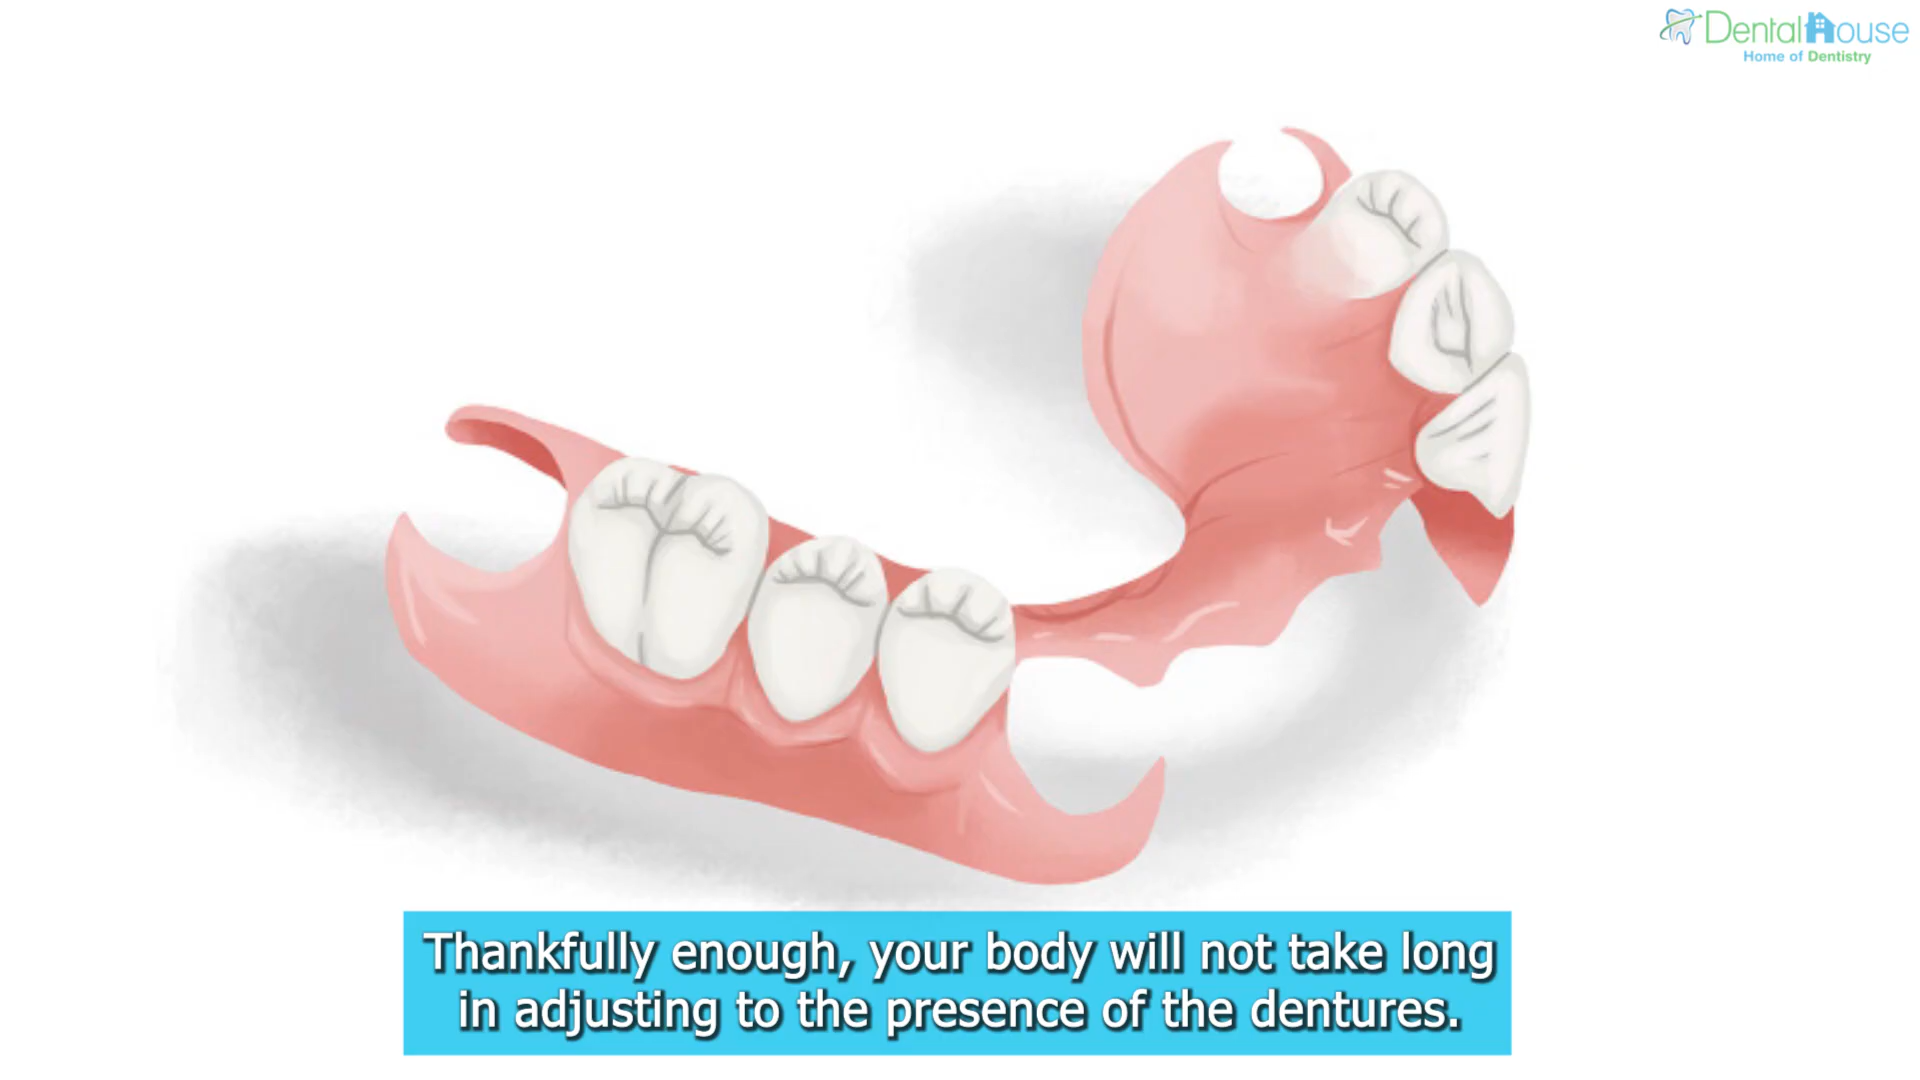 DentalHouse
Home of Dentistry
Thankfully enough, your body will not take long
in adjusting to the presence of the dentures.